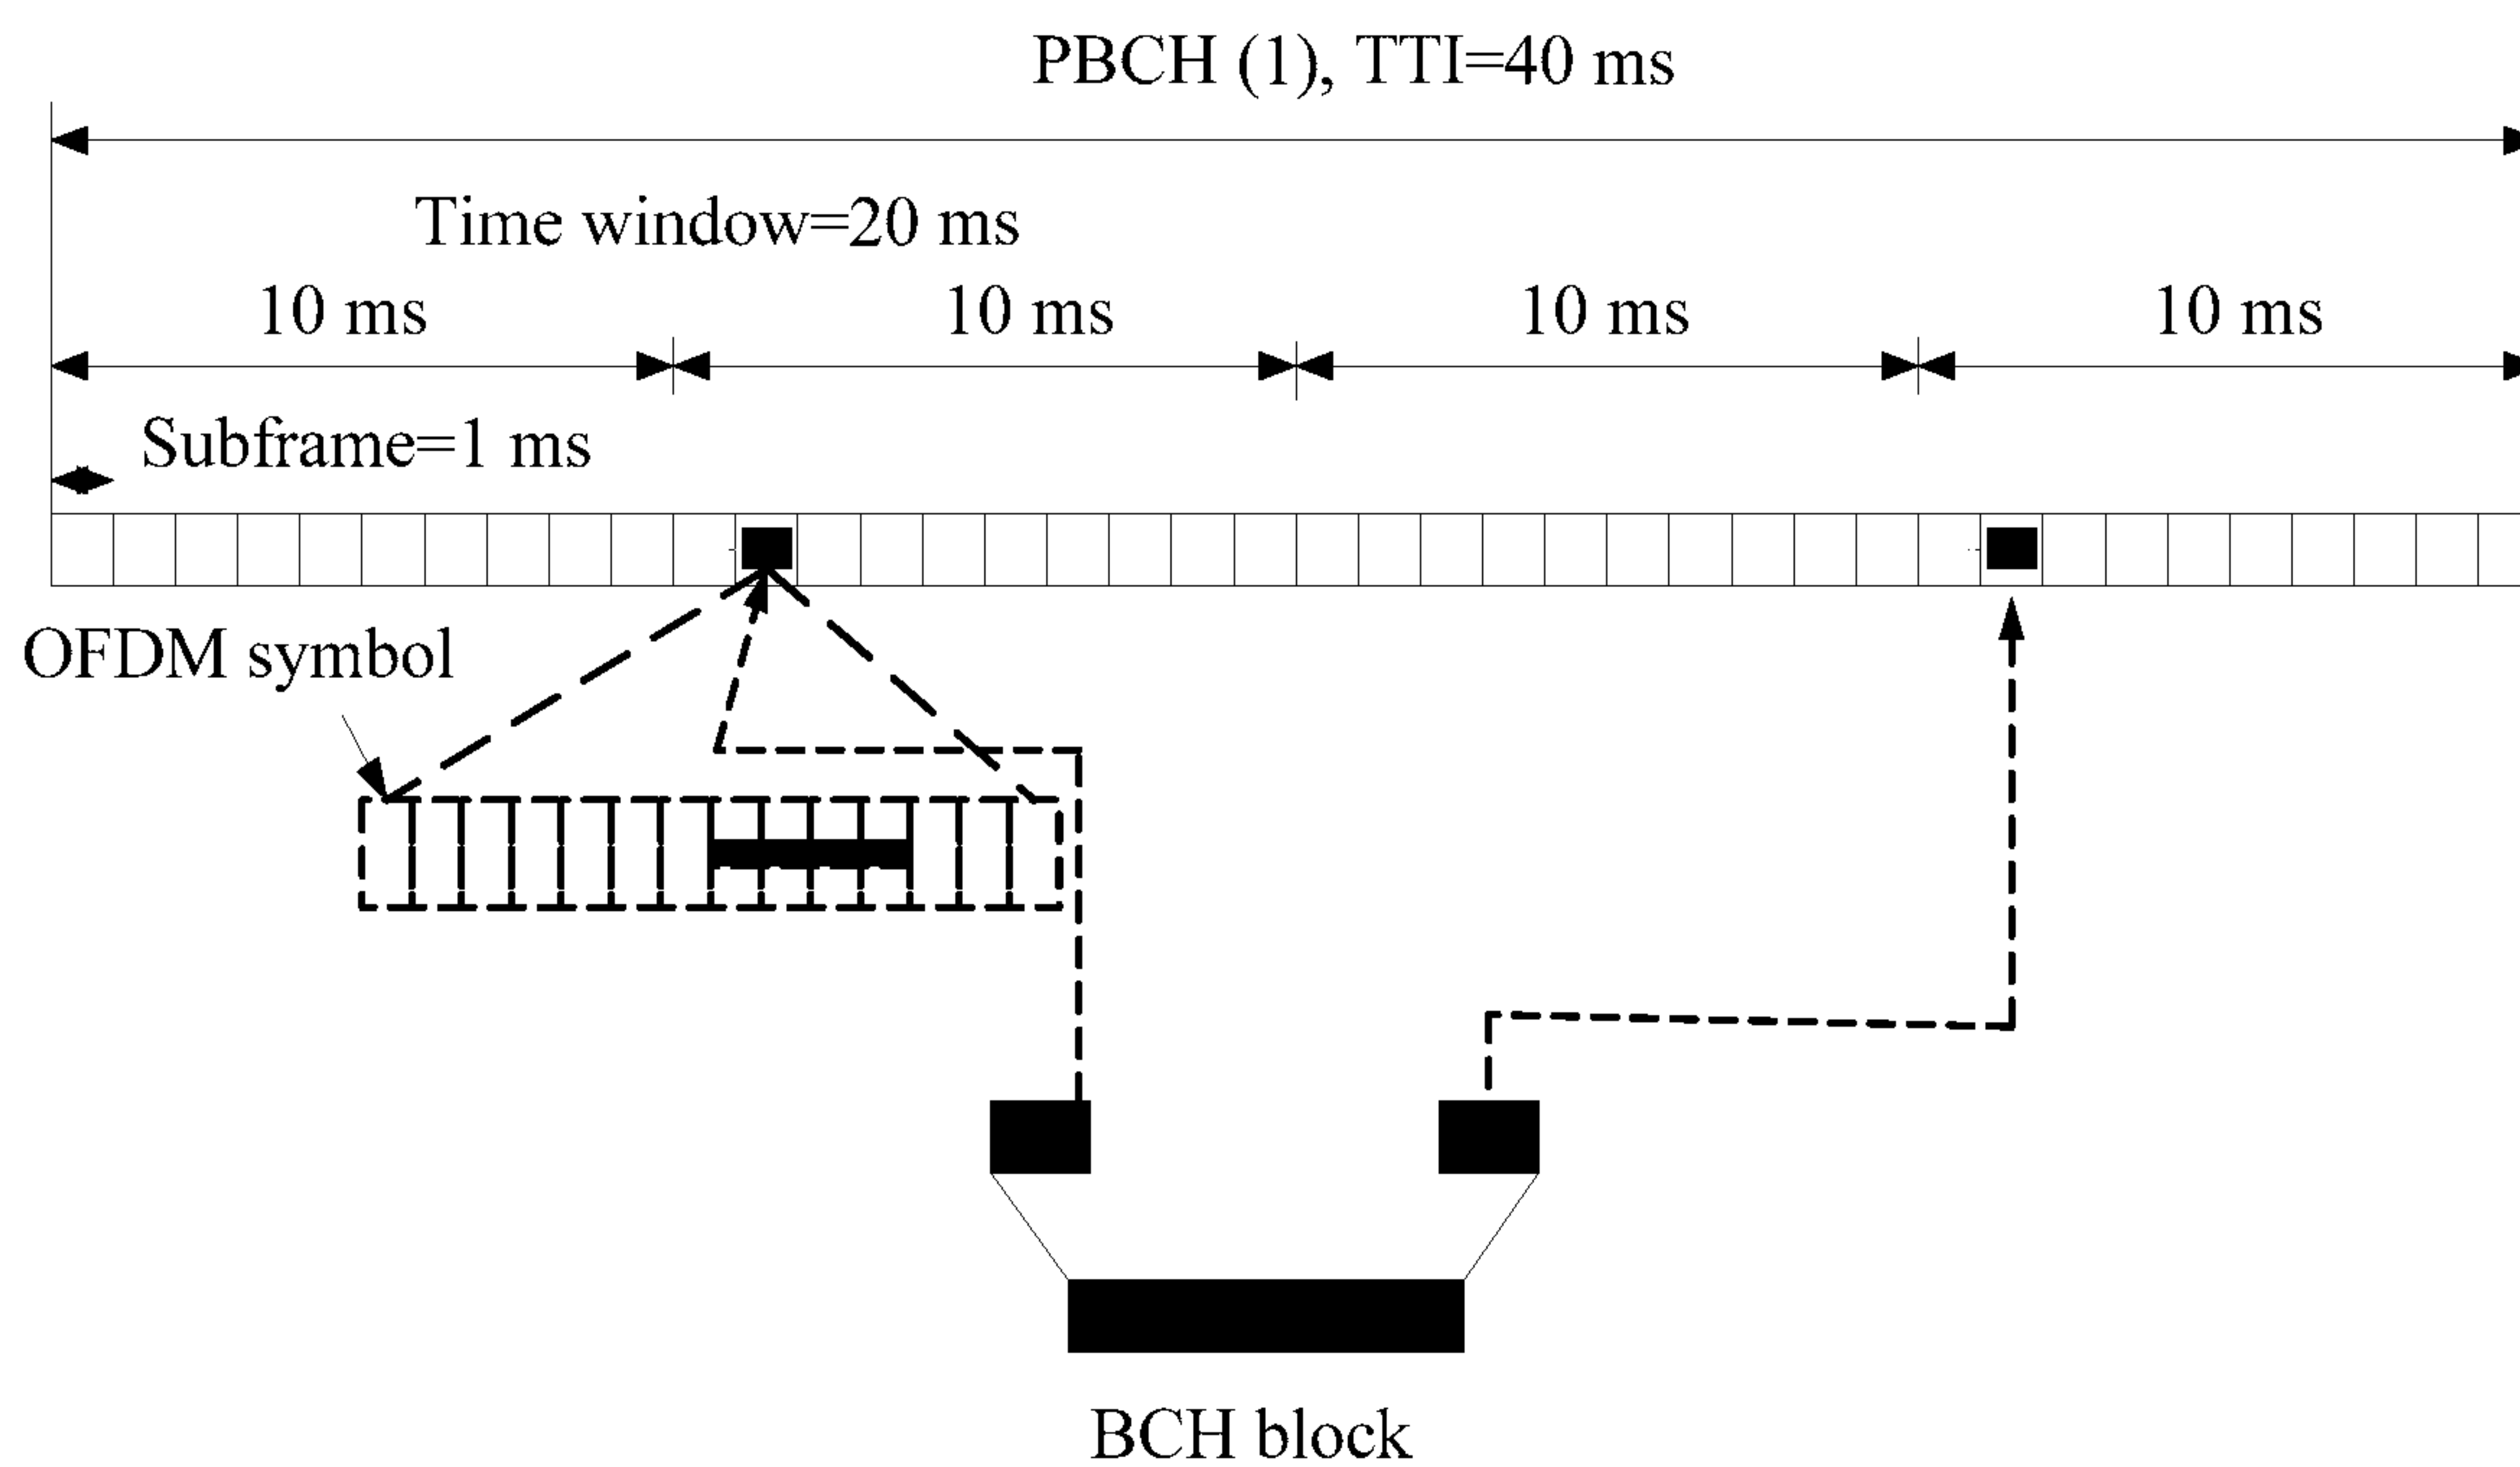 PBCH (1), TTI=40 ms
Time window=20 ms
10 ms 10 ms 10 ms 10 ms
Subframe=1 ms
OFDM symbol
BCH block